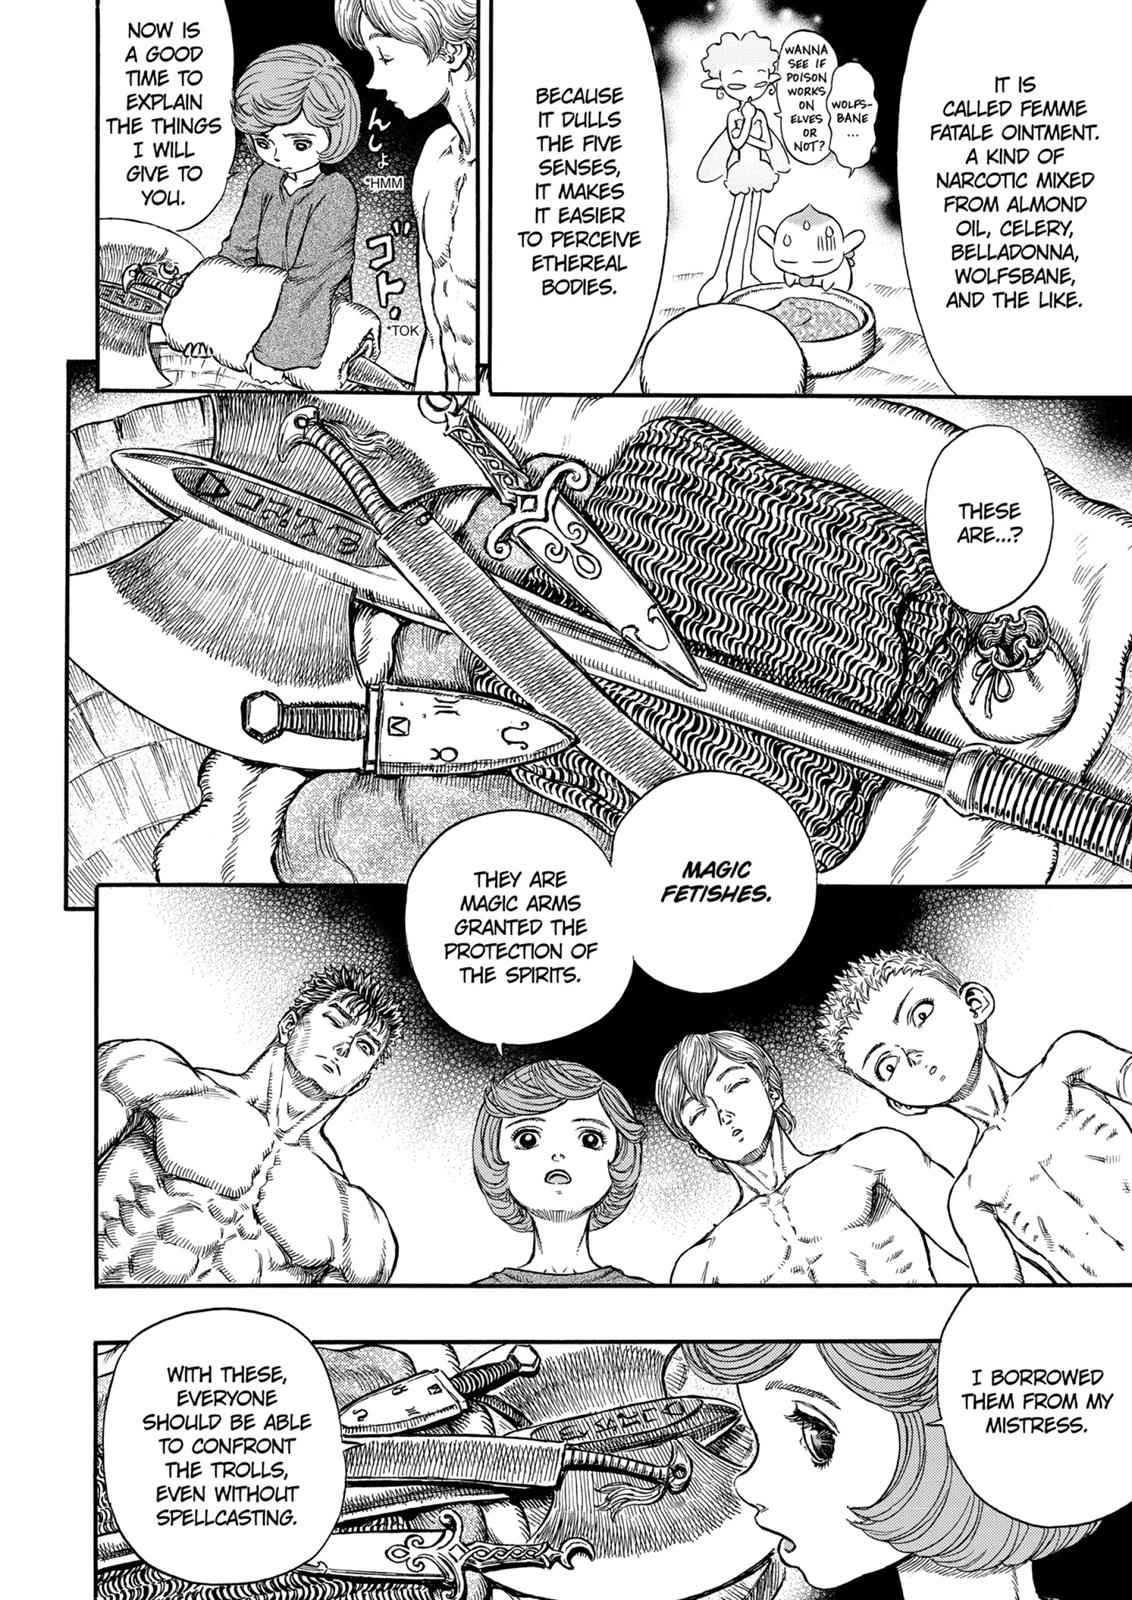 IT IS
CALLED FEMME
FATALE OINTMENT.
A KIND OF
NARCOTIC MIXED
FROM ALMOND
OIL, CELERY,
BELLADONNA,
WOLFSBANE,
AND THE LIKE.
WOLFS-
BANE
...
WANNA
SEE IF
POISON
WORKS
ON
ELVES
OR
NOT?
BECAUSE
IT DULLS
THE FIVE
SENSES,
IT MAKES
IT EASIER
TO PERCEIVE
ETHEREAL
BODIES.
んしょ
*HMM
ゴト.
*TOK
NOW IS
A GOOD
TIME TO
EXPLAIN
THE THINGS
I WILL
GIVE TO
YOU.
THESE
ARE...?
MAGIC
FETISHES.
THEY ARE
MAGIC ARMS
GRANTED THE
PROTECTION OF
THE SPIRITS.
I BORROWED
THEM FROM MY
MISTRESS.
WITH THESE,
EVERYONE
SHOULD BE ABLE
TO CONFRONT
THE TROLLS,
EVEN WITHOUT
SPELLCASTING.